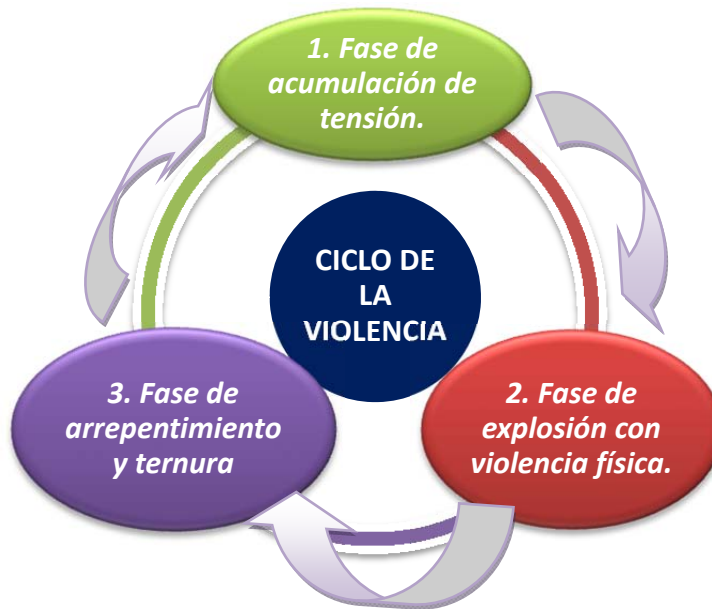 1. Fase de
acumulación de
tensión.
CICLO DE
LA
VIOLENCIA
3. Fase de
arrepentimiento
y ternura
2. Fase de
explosión con
violencia física.